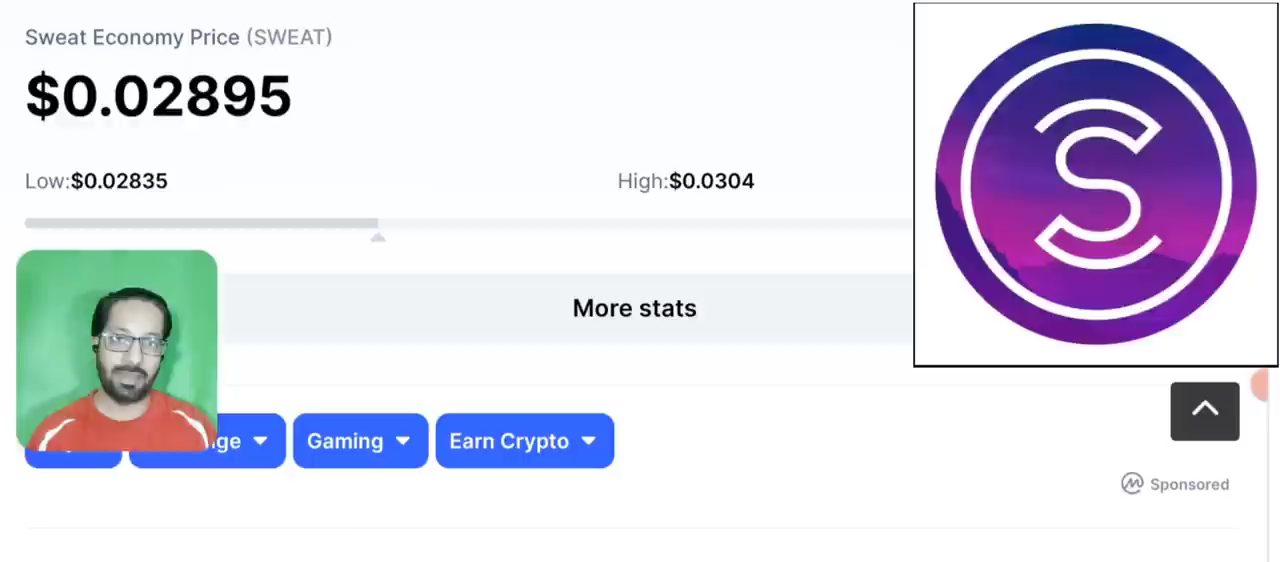 Sweat Economy Price (SWEAT)
$0.02895
Low:$0.02835 High:$0.0304
More stats
Gaming Earn Crypto
Sponsored